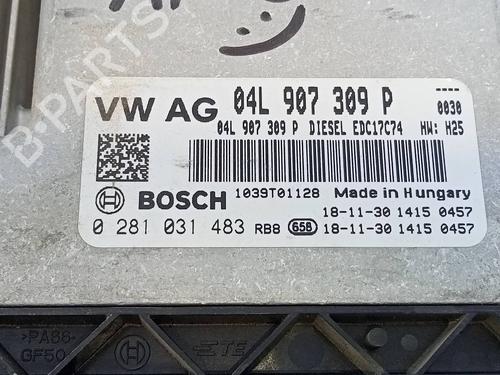 B-PARTS
VW AG 04L 907 309 P ---- 0030
04L 907 309 P DIESEL EDC17C74 HW: H25
BOSCH 1039T01128 Made in Hungary
18-11-30 1415 0457
0 281 031 483 RB8 658 18-11-30 1415 0457
>PA66-
GF50
TE